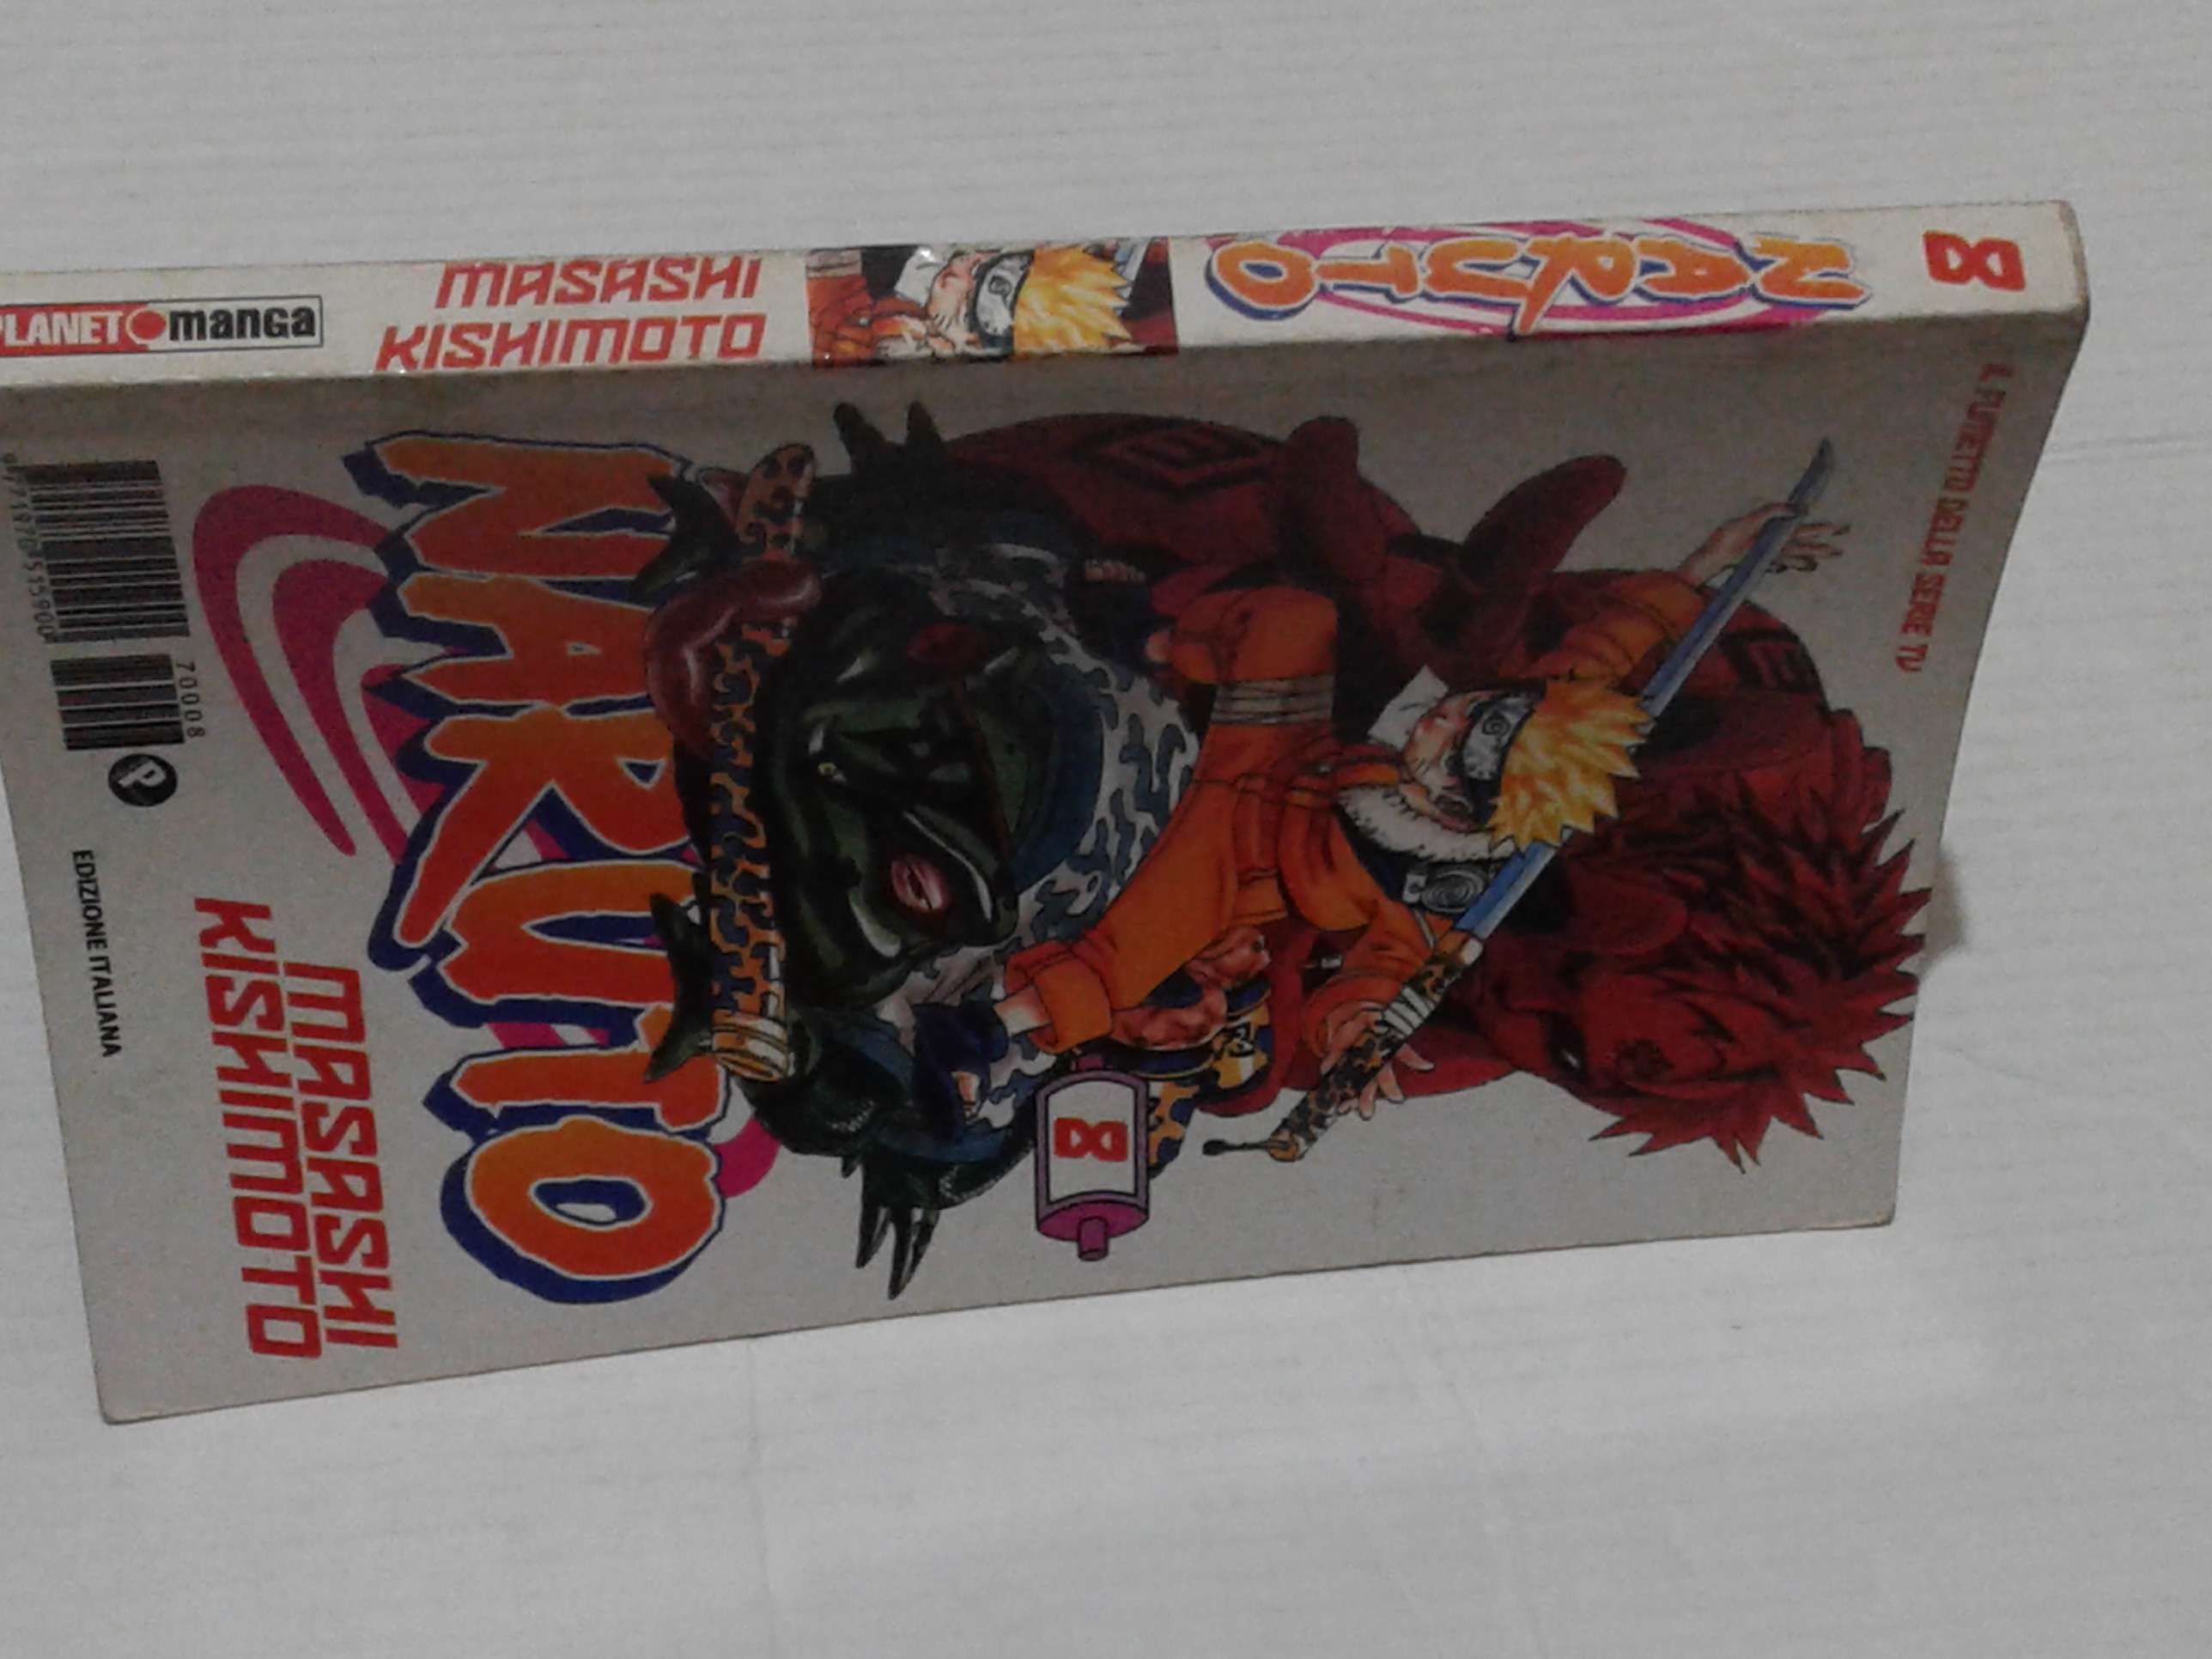 8
NARUTO
MASASHI
KISHIMOTO
PLANET manga
IL FUMETTO DELLA SERIE TV
8
NARUTO
MASASHI
KISHIMOTO
70008
P
EDIZIONE ITALIANA